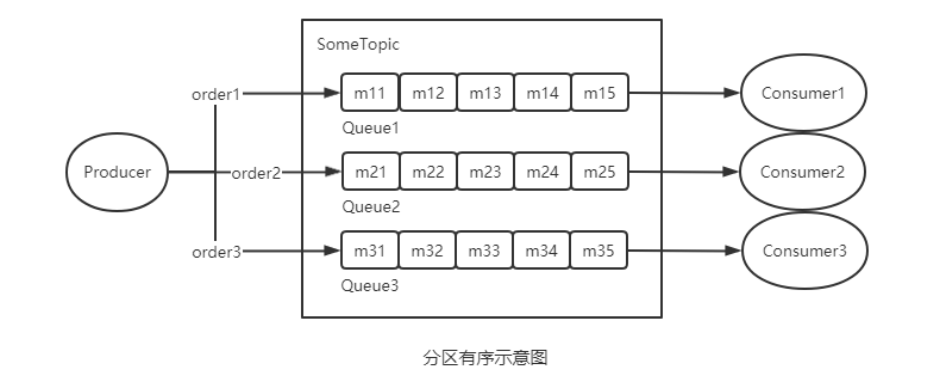 SomeTopic
order1
m11 m12 m13 m14 m15
Consumer1
Queue1
Producer
order2
m21 m22 m23 m24 m25
Consumer2
Queue2
order3
m31 m32 m33 m34 m35
Consumer3
Queue3
分区有序示意图